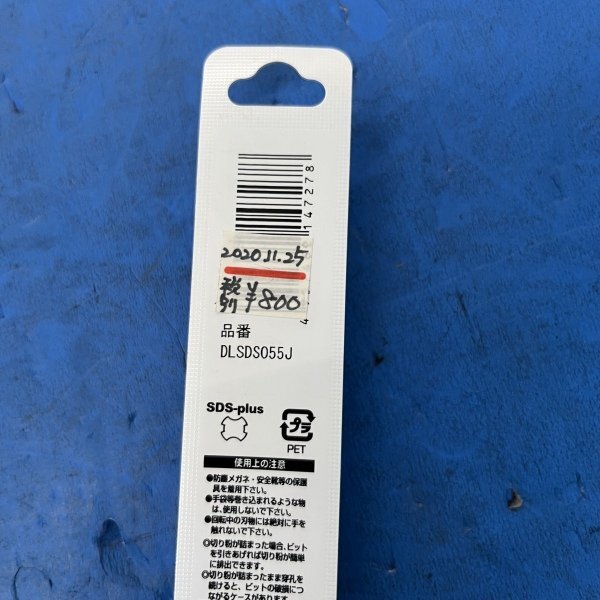 147278
2020.11.25
税引 ¥800
4
品番
DLSDS055J
SDS-plus
プラ
PET
使用上の注意
●防塵メガネ・安全靴等の保護
具を着用下さい。
●手袋等巻き込まれるような物
は、使用しないで下さい。
●回転中の刃物には絶対に手を
触れないで下さい。
◎切り粉が詰まった場合、ビット
を引きあげれば切り粉が簡単
に排出できます。
◎切り粉が詰まったまま穿孔を
続けると、ビットの破損につ
ながるケースがあります。